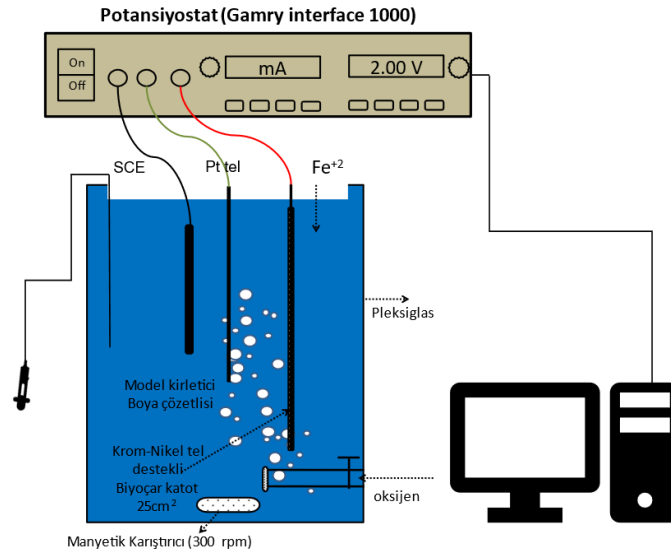 Potansiyostat (Gamry interface 1000)
On
Off
mA
2.00 V
SCE
Pt tel
Fe+2
Pleksiglas
Model kirletici
Boya çözetlisi
Krom-Nikel tel
destekli
Biyoçar katot
25cm2
oksijen
Manyetik Karıştırıcı (300 rpm)